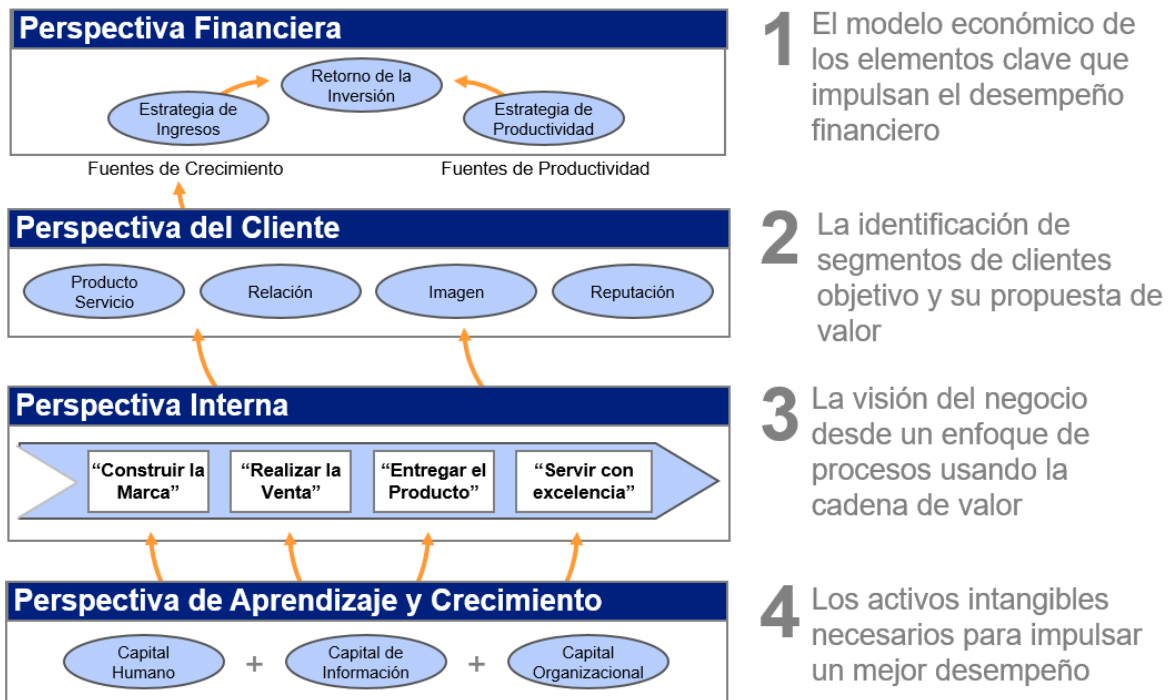 Perspectiva Financiera
Retorno de la
Inversión
Estrategia de
Ingresos
Estrategia de
Productividad
Fuentes de Crecimiento
Fuentes de Productividad
1
El modelo económico de
los elementos clave que
impulsan el desempeño
financiero
Perspectiva del Cliente
Producto
Servicio
Relación
Imagen
Reputación
2
La identificación de
segmentos de clientes
objetivo y su propuesta de
valor
Perspectiva Interna
“Construir la
Marca”
“Realizar la
Venta”
“Entregar el
Producto”
“Servir con
excelencia”
3
La visión del negocio
desde un enfoque de
procesos usando la
cadena de valor
Perspectiva de Aprendizaje y Crecimiento
Capital
Humano
+
Capital de
Información
+
Capital
Organizacional
4
Los activos intangibles
necesarios para impulsar
un mejor desempeño